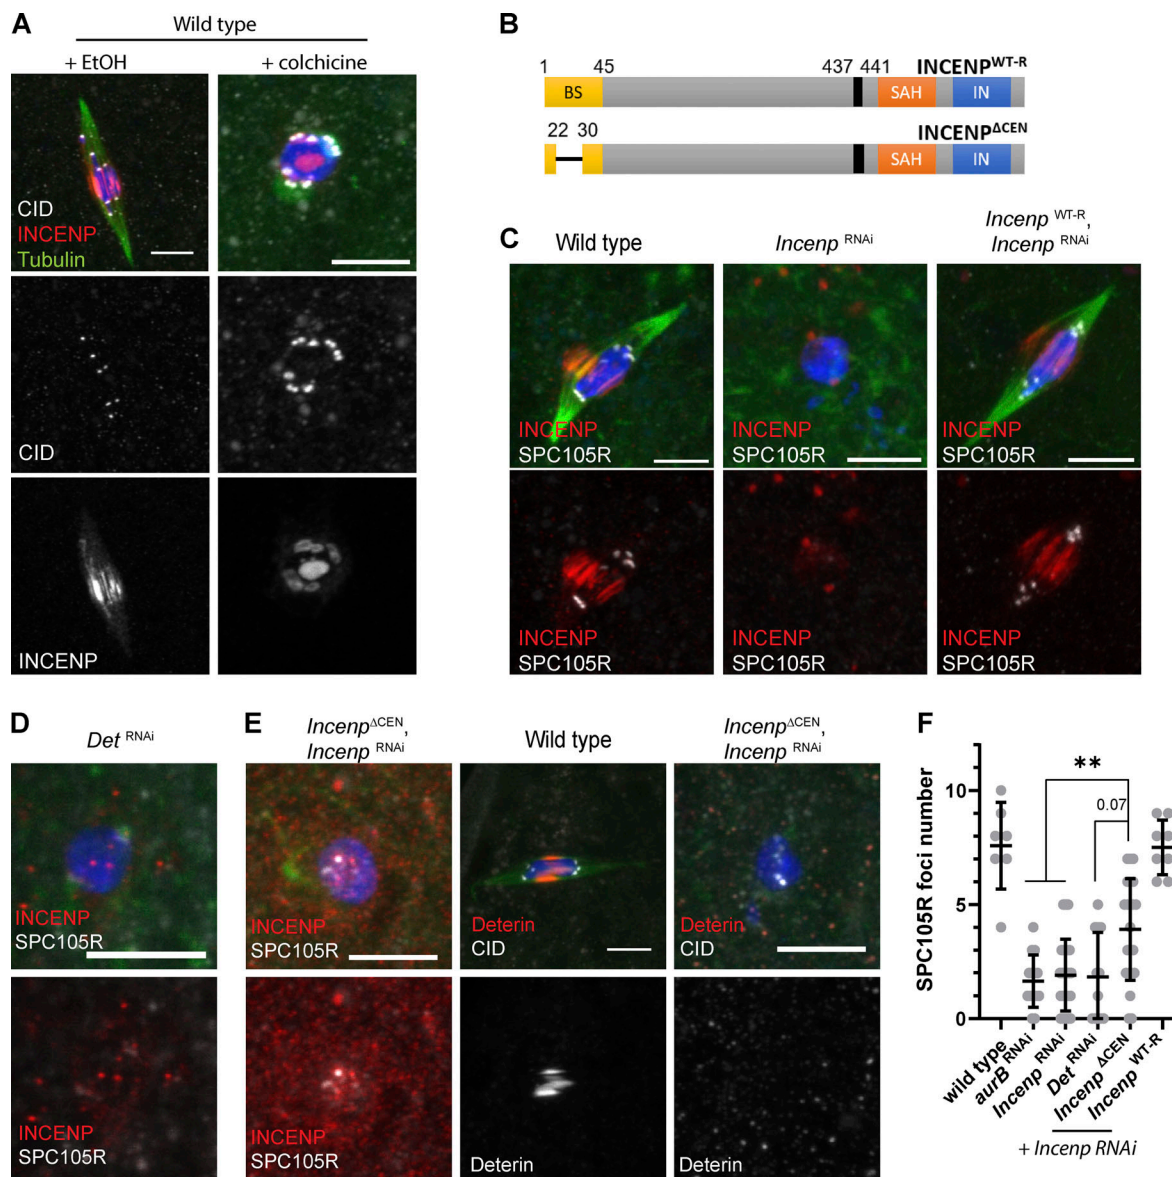 A
Wild type
+ EtOH
+ colchicine
CID
INCENP
Tubulin
CID
INCENP
B
1 45 437 441 INCENP^WT-R
BS SAH IN
22 30 INCENP^ΔCEN
SAH IN
C
Wild type
Incenp ^RNAi
Incenp ^WT-R,
Incenp ^RNAi
INCENP
SPC105R
INCENP
SPC105R
INCENP
SPC105R
INCENP
SPC105R
INCENP
SPC105R
INCENP
SPC105R
D
Det ^RNAi
INCENP
SPC105R
INCENP
SPC105R
E
Incenp^ΔCEN,
Incenp ^RNAi
Wild type
Incenp^ΔCEN,
Incenp ^RNAi
INCENP
SPC105R
Deterin
CID
Deterin
CID
INCENP
SPC105R
Deterin
Deterin
F
**
0.07
SPC105R foci number
10
5
0
wild type
aurB ^RNAi
Incenp ^RNAi
Det ^RNAi
Incenp ^ΔCEN
Incenp ^WT-R
+ Incenp RNAi